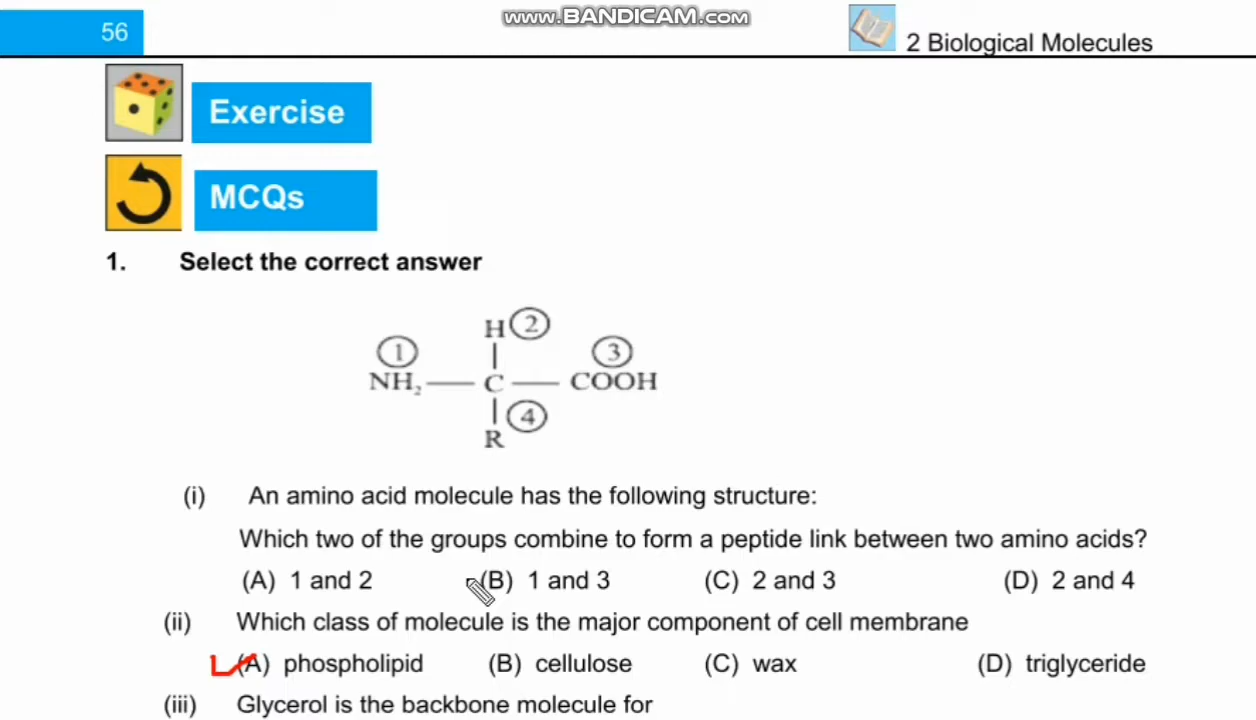 www.BANDICAM.com
56
2 Biological Molecules
Exercise
MCQs
1. Select the correct answer
H ②
① ③
NH₂ — C — COOH
④
R
(i) An amino acid molecule has the following structure:
Which two of the groups combine to form a peptide link between two amino acids?
(A) 1 and 2 (B) 1 and 3 (C) 2 and 3 (D) 2 and 4
(ii) Which class of molecule is the major component of cell membrane
(A) phospholipid (B) cellulose (C) wax (D) triglyceride
(iii) Glycerol is the backbone molecule for